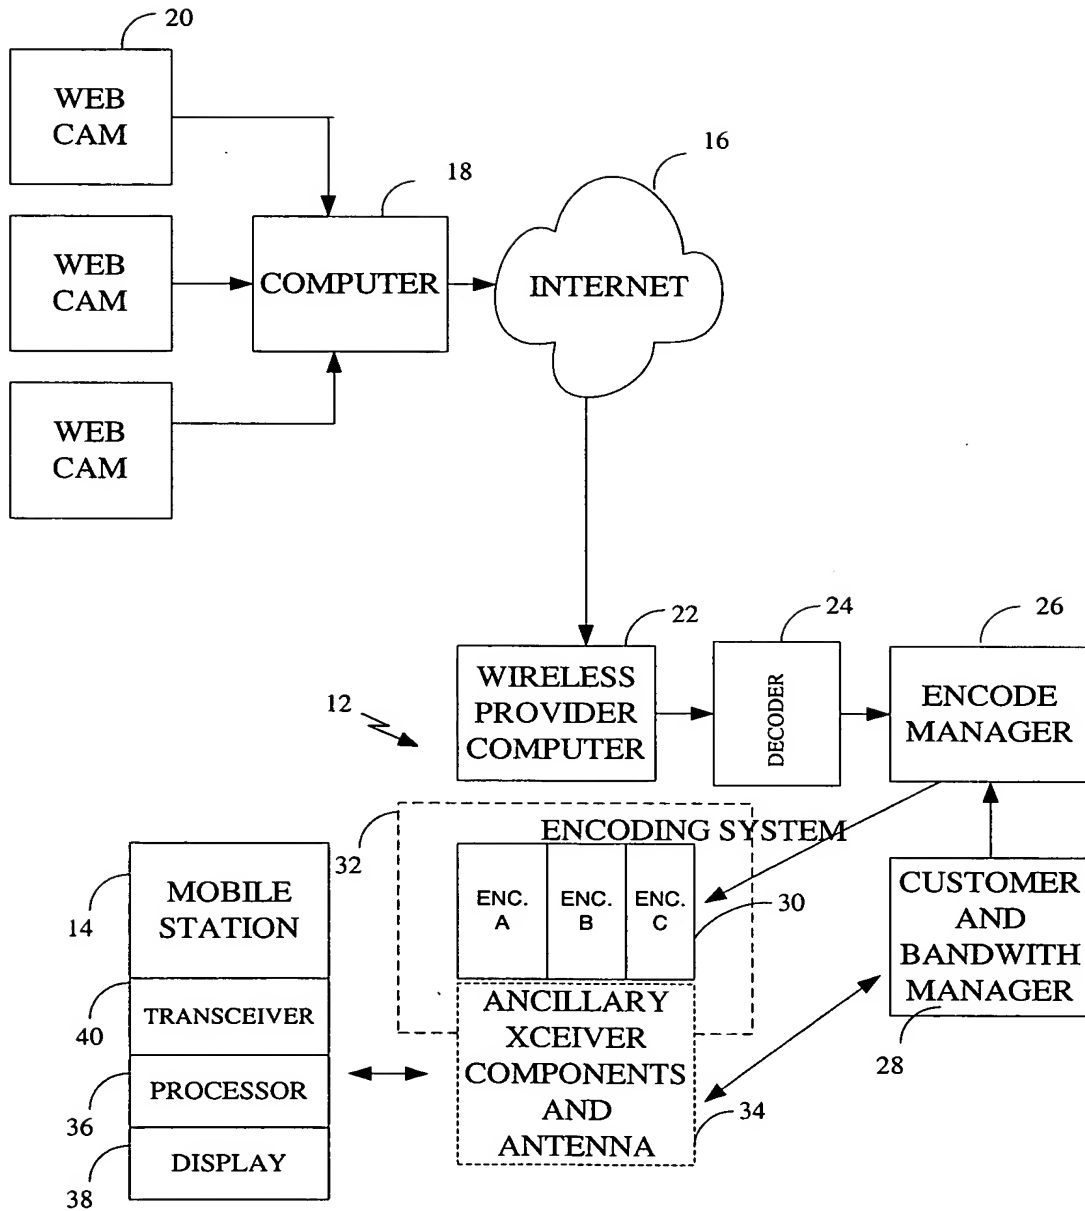 20
WEB
CAM
16
18
WEB
CAM
COMPUTER
INTERNET
WEB
CAM
22
24
26
WIRELESS
PROVIDER
COMPUTER
DECODER
ENCODE
MANAGER
12
32
ENCODING SYSTEM
MOBILE
STATION
14
ENC.
A
ENC.
B
ENC.
C
30
CUSTOMER
AND
BANDWITH
MANAGER
28
TRANSCEIVER
40
ANCILLARY
XCEIVER
COMPONENTS
AND
ANTENNA
34
PROCESSOR
36
DISPLAY
38